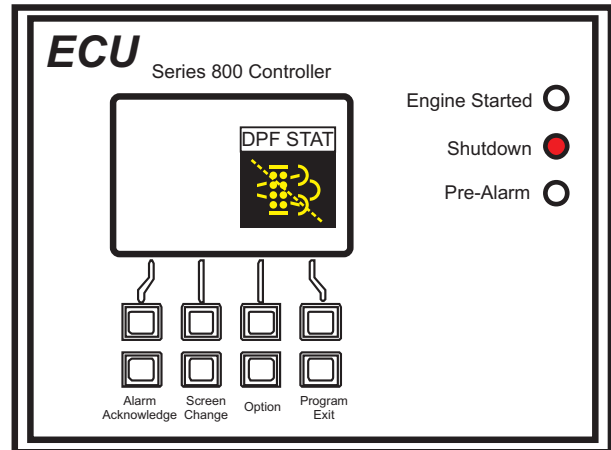 ECU
Series 800 Controller
DPF STAT
Engine Started
Shutdown
Pre-Alarm
Alarm
Acknowledge
Screen
Change
Option
Program
Exit